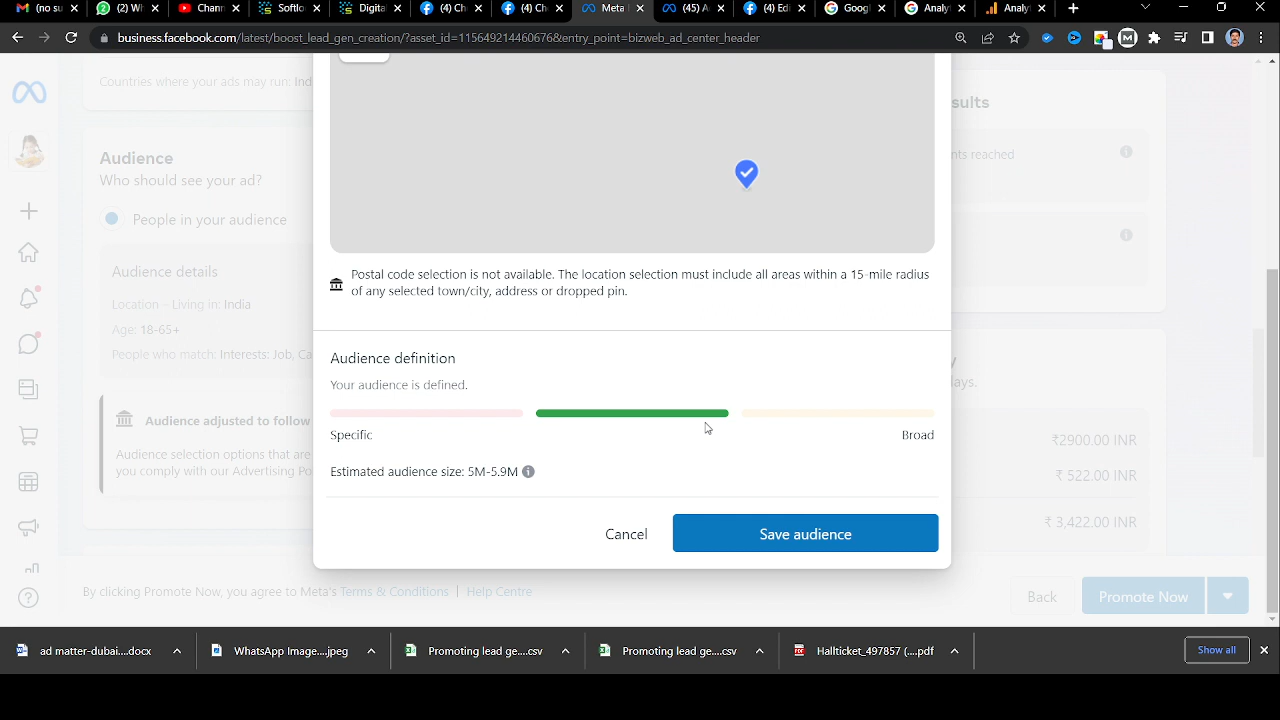 (no su
(2) Wh
Chann
Softlo
Digita
(3) Che
(3) Che
Meta
(45) Ac
(3) Edi
Googl
Analy
Analy
business.facebook.com/latest/boost_lead_gen_creation/?asset_id=115649214460676&entry_point=bizweb_ad_center_header
Countries where your ads may run: Ind
sults
Audience
Who should see your ad?
nts reached
People in your audience
Audience details
Location - Living in: India
Age: 18-65+
People who match: Interests: Job, Ca
Postal code selection is not available. The location selection must include all areas within a 15-mile radius
of any selected town/city, address or dropped pin.
Audience definition
Your audience is defined.
y
ays.
Audience adjusted to follow
Audience selection options that are
you comply with our Advertising Po
Specific
Broad
₹2900.00 INR
Estimated audience size: 5M-5.9M
₹ 522.00 INR
₹ 3,422.00 INR
Cancel
Save audience
By clicking Promote Now, you agree to Meta's Terms & Conditions | Help Centre
Back
Promote Now
ad matter-dubai....docx
WhatsApp Image....jpeg
Promoting lead ge....csv
Promoting lead ge....csv
Hallticket_497857 (....pdf
Show all